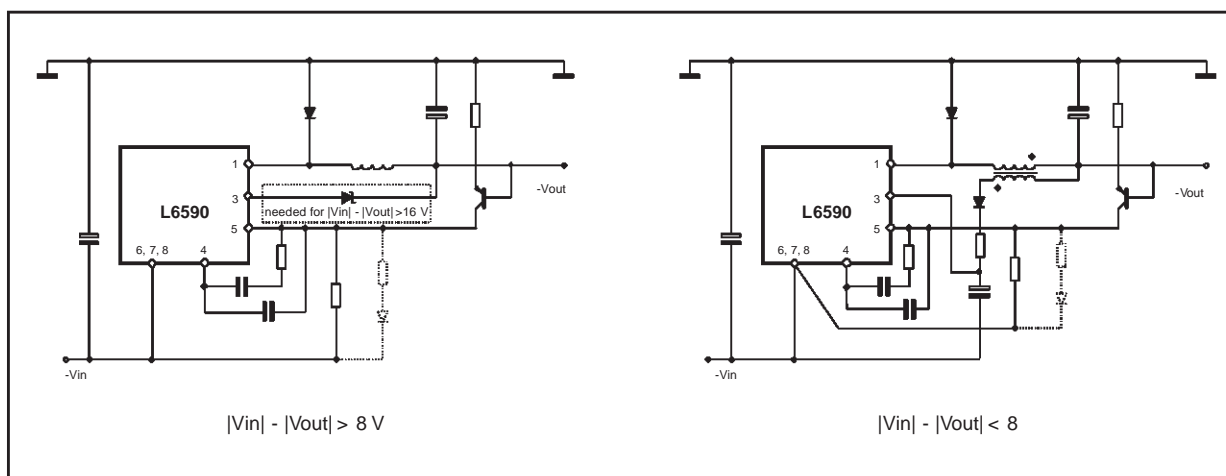 L6590
1
3
5
6, 7, 8
4
needed for |Vin| - |Vout| >16 V
-Vout
-Vin
|Vin| - |Vout| > 8 V
L6590
1
3
5
6, 7, 8
4
-Vout
-Vin
|Vin| - |Vout| < 8